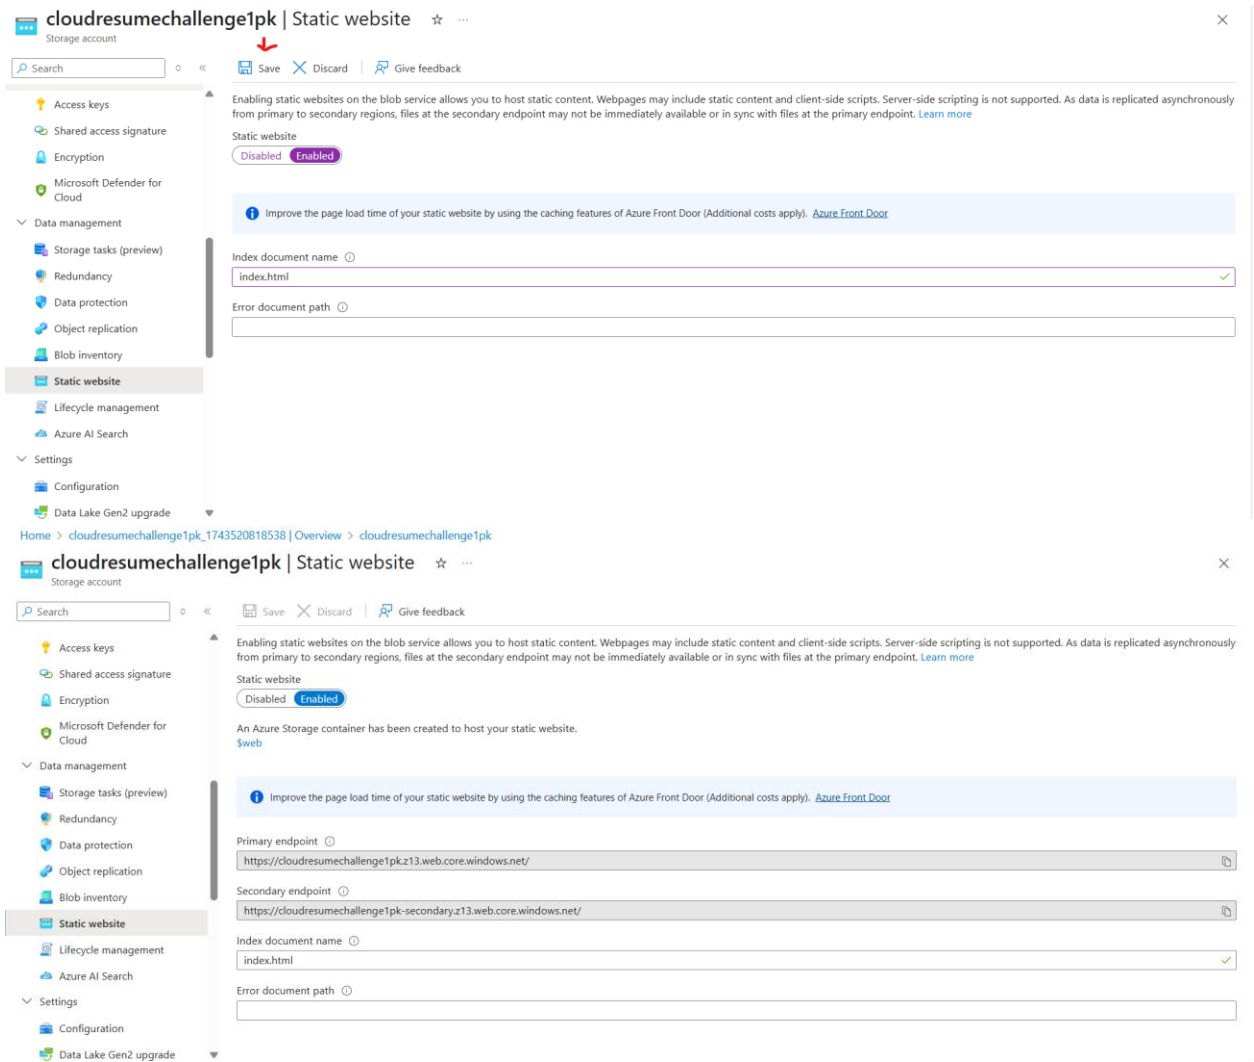 cloudresumechallenge1pk | Static website ☆ ...
Storage account
Search
Save Discard Give feedback
Access keys
Shared access signature
Encryption
Microsoft Defender for
Cloud
Data management
Storage tasks (preview)
Redundancy
Data protection
Object replication
Blob inventory
Static website
Lifecycle management
Azure AI Search
Settings
Configuration
Data Lake Gen2 upgrade
Enabling static websites on the blob service allows you to host static content. Webpages may include static content and client-side scripts. Server-side scripting is not supported. As data is replicated asynchronously
from primary to secondary regions, files at the secondary endpoint may not be immediately available or in sync with files at the primary endpoint. Learn more
Static website
Disabled Enabled
Improve the page load time of your static website by using the caching features of Azure Front Door (Additional costs apply). Azure Front Door
Index document name
index.html
Error document path
Home > cloudresumechallenge1pk_1743520818538 | Overview > cloudresumechallenge1pk
cloudresumechallenge1pk | Static website ☆ ...
Storage account
Search
Save Discard Give feedback
Access keys
Shared access signature
Encryption
Microsoft Defender for
Cloud
Data management
Storage tasks (preview)
Redundancy
Data protection
Object replication
Blob inventory
Static website
Lifecycle management
Azure AI Search
Settings
Configuration
Data Lake Gen2 upgrade
Enabling static websites on the blob service allows you to host static content. Webpages may include static content and client-side scripts. Server-side scripting is not supported. As data is replicated asynchronously
from primary to secondary regions, files at the secondary endpoint may not be immediately available or in sync with files at the primary endpoint. Learn more
Static website
Disabled Enabled
An Azure Storage container has been created to host your static website.
$web
Improve the page load time of your static website by using the caching features of Azure Front Door (Additional costs apply). Azure Front Door
Primary endpoint
https://cloudresumechallenge1pk.z13.web.core.windows.net/
Secondary endpoint
https://cloudresumechallenge1pk-secondary.z13.web.core.windows.net/
Index document name
index.html
Error document path